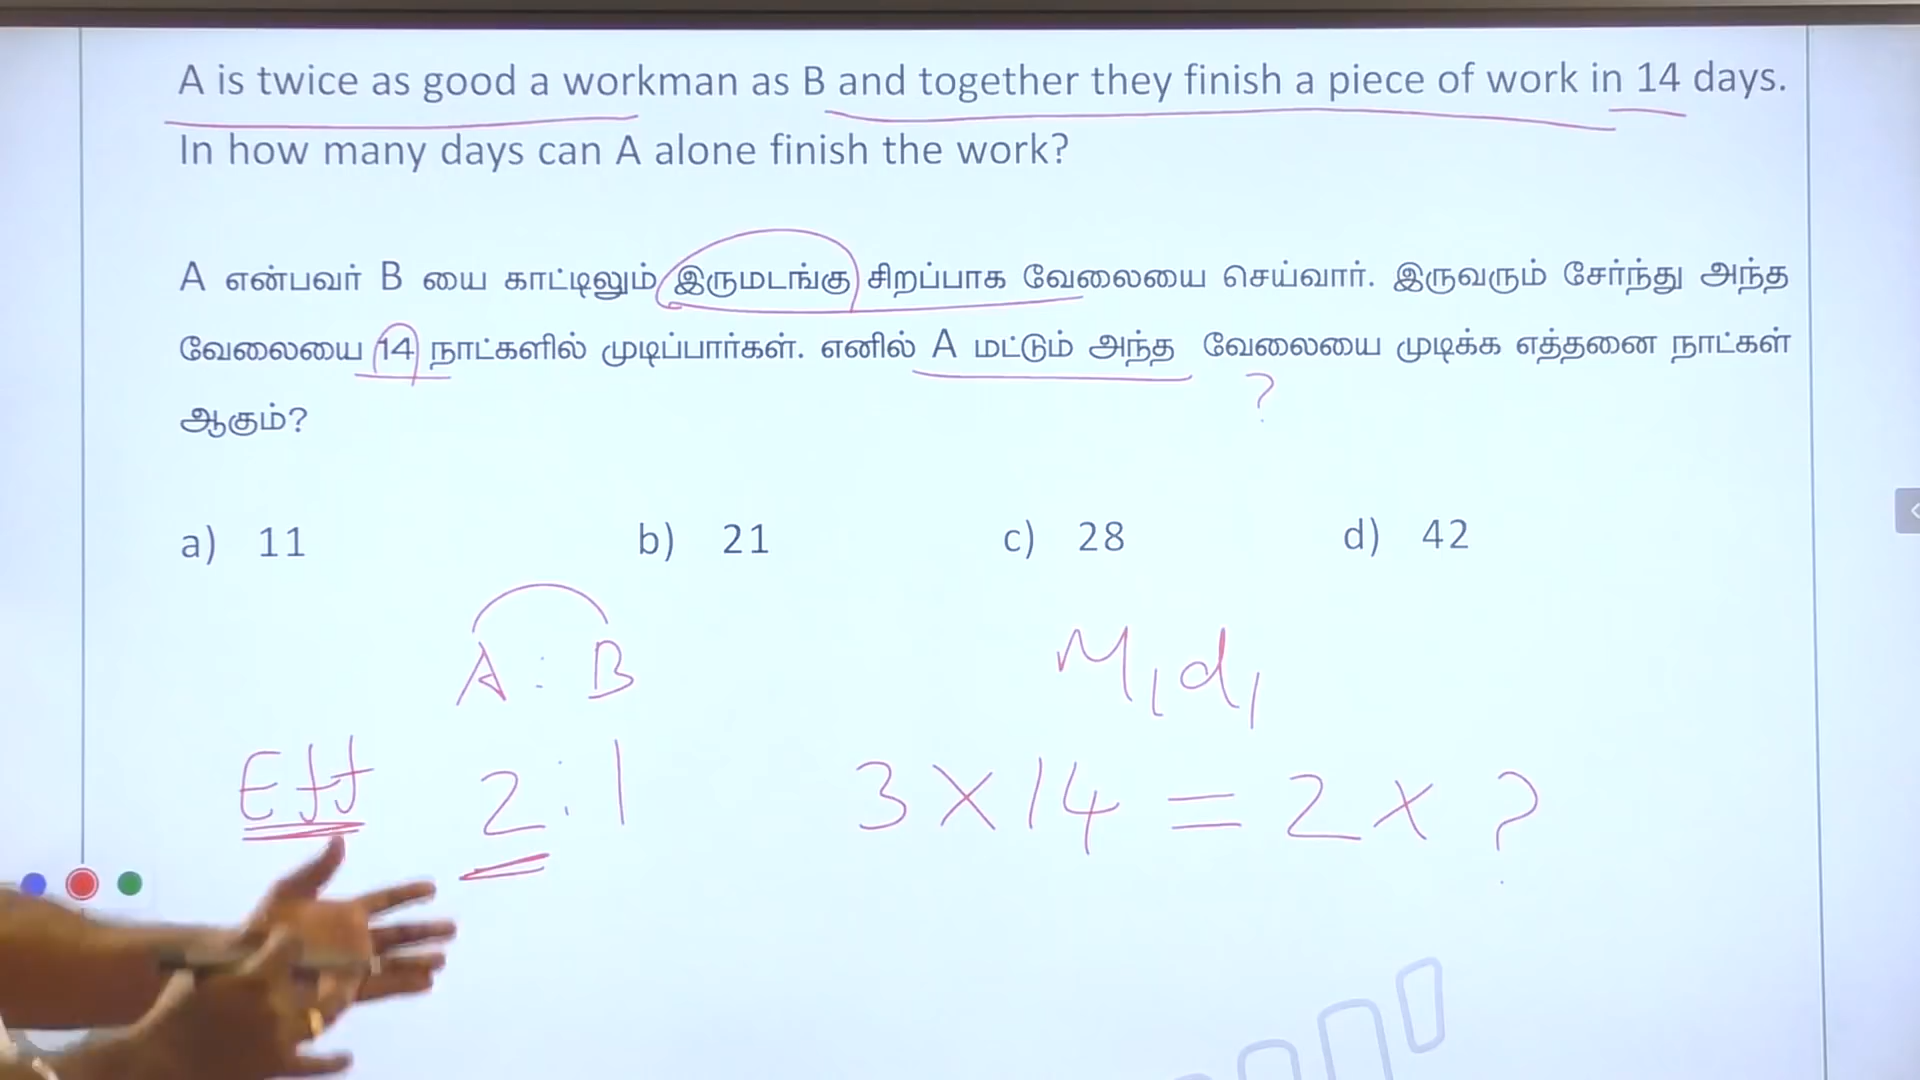 A is twice as good a workman as B and together they finish a piece of work in 14 days.
In how many days can A alone finish the work?
A என்பவர் B யை காட்டிலும் இருமடங்கு சிறப்பாக வேலையை செய்வார். இருவரும் சேர்ந்து அந்த
வேலையை 14 நாட்களில் முடிப்பார்கள். எனில் A மட்டும் அந்த வேலையை முடிக்க எத்தனை நாட்கள்
?
ஆகும்?
a) 11 b) 21 c) 28 d) 42
A : B M1d1
Eff 2 : 1 3 × 14 = 2 × ?